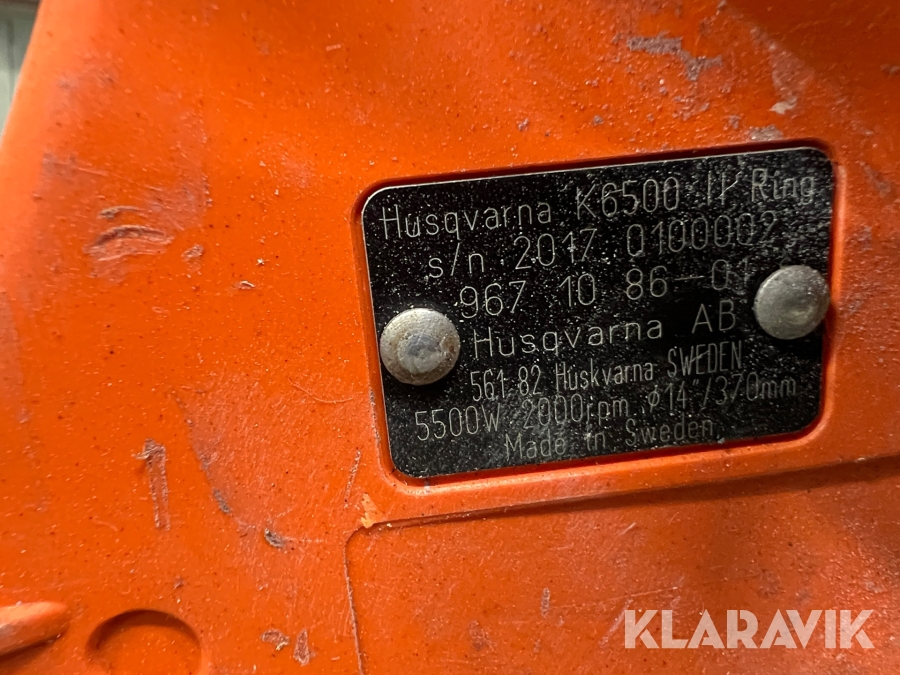 Husqvarna K6500 II Ring
s/n 2017 0100002
967 10 86-01
Husqvarna AB
561 82 Huskvarna SWEDEN
5500W 2000rpm ø14"/370mm
Made in Sweden
KLARAVIK